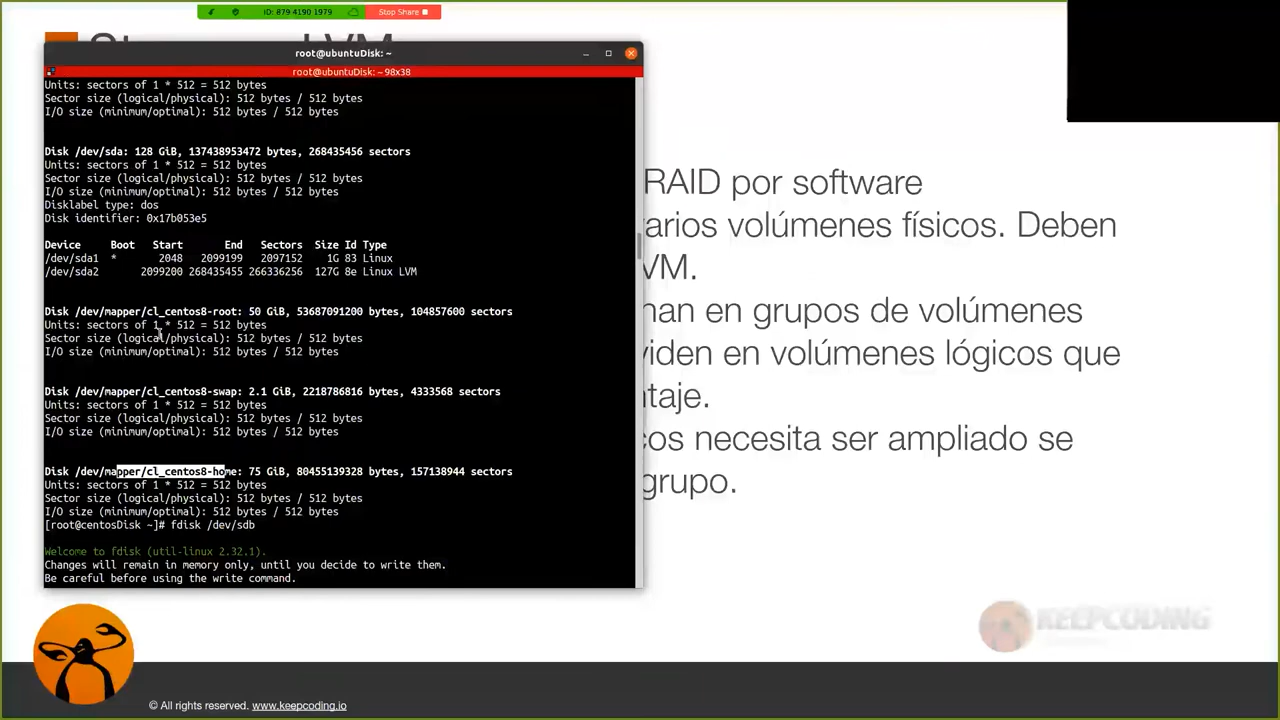 ID: 879 4190 1979
Stop Share
LVM
root@ubuntuDisk: ~
root@ubuntuDisk: ~ 98x38
Units: sectors of 1 * 512 = 512 bytes
Sector size (logical/physical): 512 bytes / 512 bytes
I/O size (minimum/optimal): 512 bytes / 512 bytes
Disk /dev/sda: 128 GiB, 137438953472 bytes, 268435456 sectors
Units: sectors of 1 * 512 = 512 bytes
Sector size (logical/physical): 512 bytes / 512 bytes
I/O size (minimum/optimal): 512 bytes / 512 bytes
Disklabel type: dos
Disk identifier: 0x17b053e5
Device Boot Start End Sectors Size Id Type
/dev/sda1 * 2048 2099199 2097152 1G 83 Linux
/dev/sda2 2099200 268435455 266336256 127G 8e Linux LVM
Disk /dev/mapper/cl_centos8-root: 50 GiB, 53687091200 bytes, 104857600 sectors
Units: sectors of 1 * 512 = 512 bytes
Sector size (logical/physical): 512 bytes / 512 bytes
I/O size (minimum/optimal): 512 bytes / 512 bytes
Disk /dev/mapper/cl_centos8-swap: 2.1 GiB, 2218786816 bytes, 4333568 sectors
Units: sectors of 1 * 512 = 512 bytes
Sector size (logical/physical): 512 bytes / 512 bytes
I/O size (minimum/optimal): 512 bytes / 512 bytes
Disk /dev/mapper/cl_centos8-home: 75 GiB, 80455139328 bytes, 157138944 sectors
Units: sectors of 1 * 512 = 512 bytes
Sector size (logical/physical): 512 bytes / 512 bytes
I/O size (minimum/optimal): 512 bytes / 512 bytes
[root@centosDisk ~]# fdisk /dev/sdb
Welcome to fdisk (util-linux 2.32.1).
Changes will remain in memory only, until you decide to write them.
Be careful before using the write command.
RAID por software
arios volúmenes físicos. Deben
VM.
nan en grupos de volúmenes
viden en volúmenes lógicos que
ntaje.
cos necesita ser ampliado se
grupo.
KEEPCODING
© All rights reserved. www.keepcoding.io